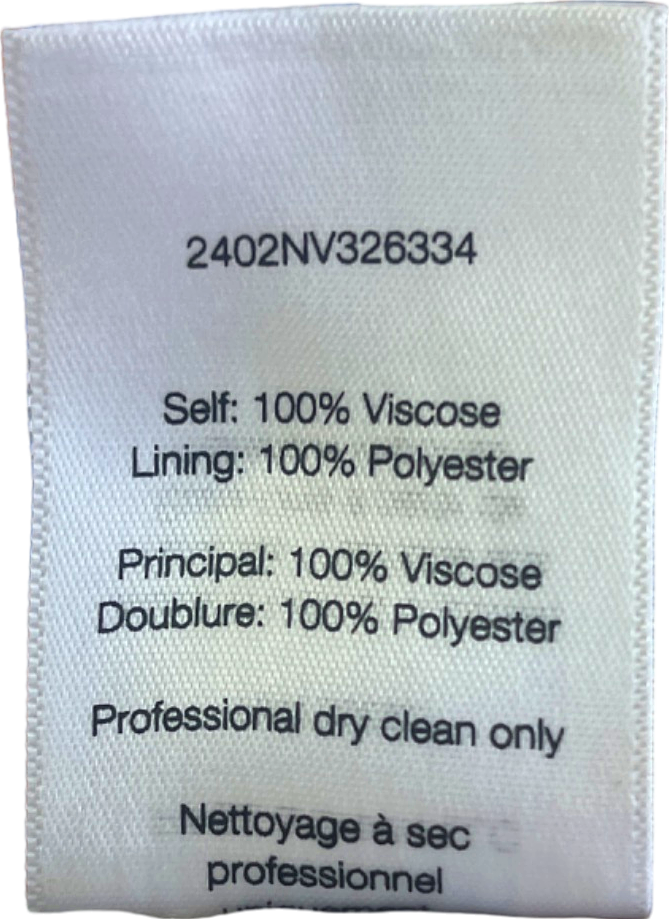 2402NV326334
Self: 100% Viscose
Lining: 100% Polyester
Principal: 100% Viscose
Doublure: 100% Polyester
Professional dry clean only
Nettoyage à sec
professionnel